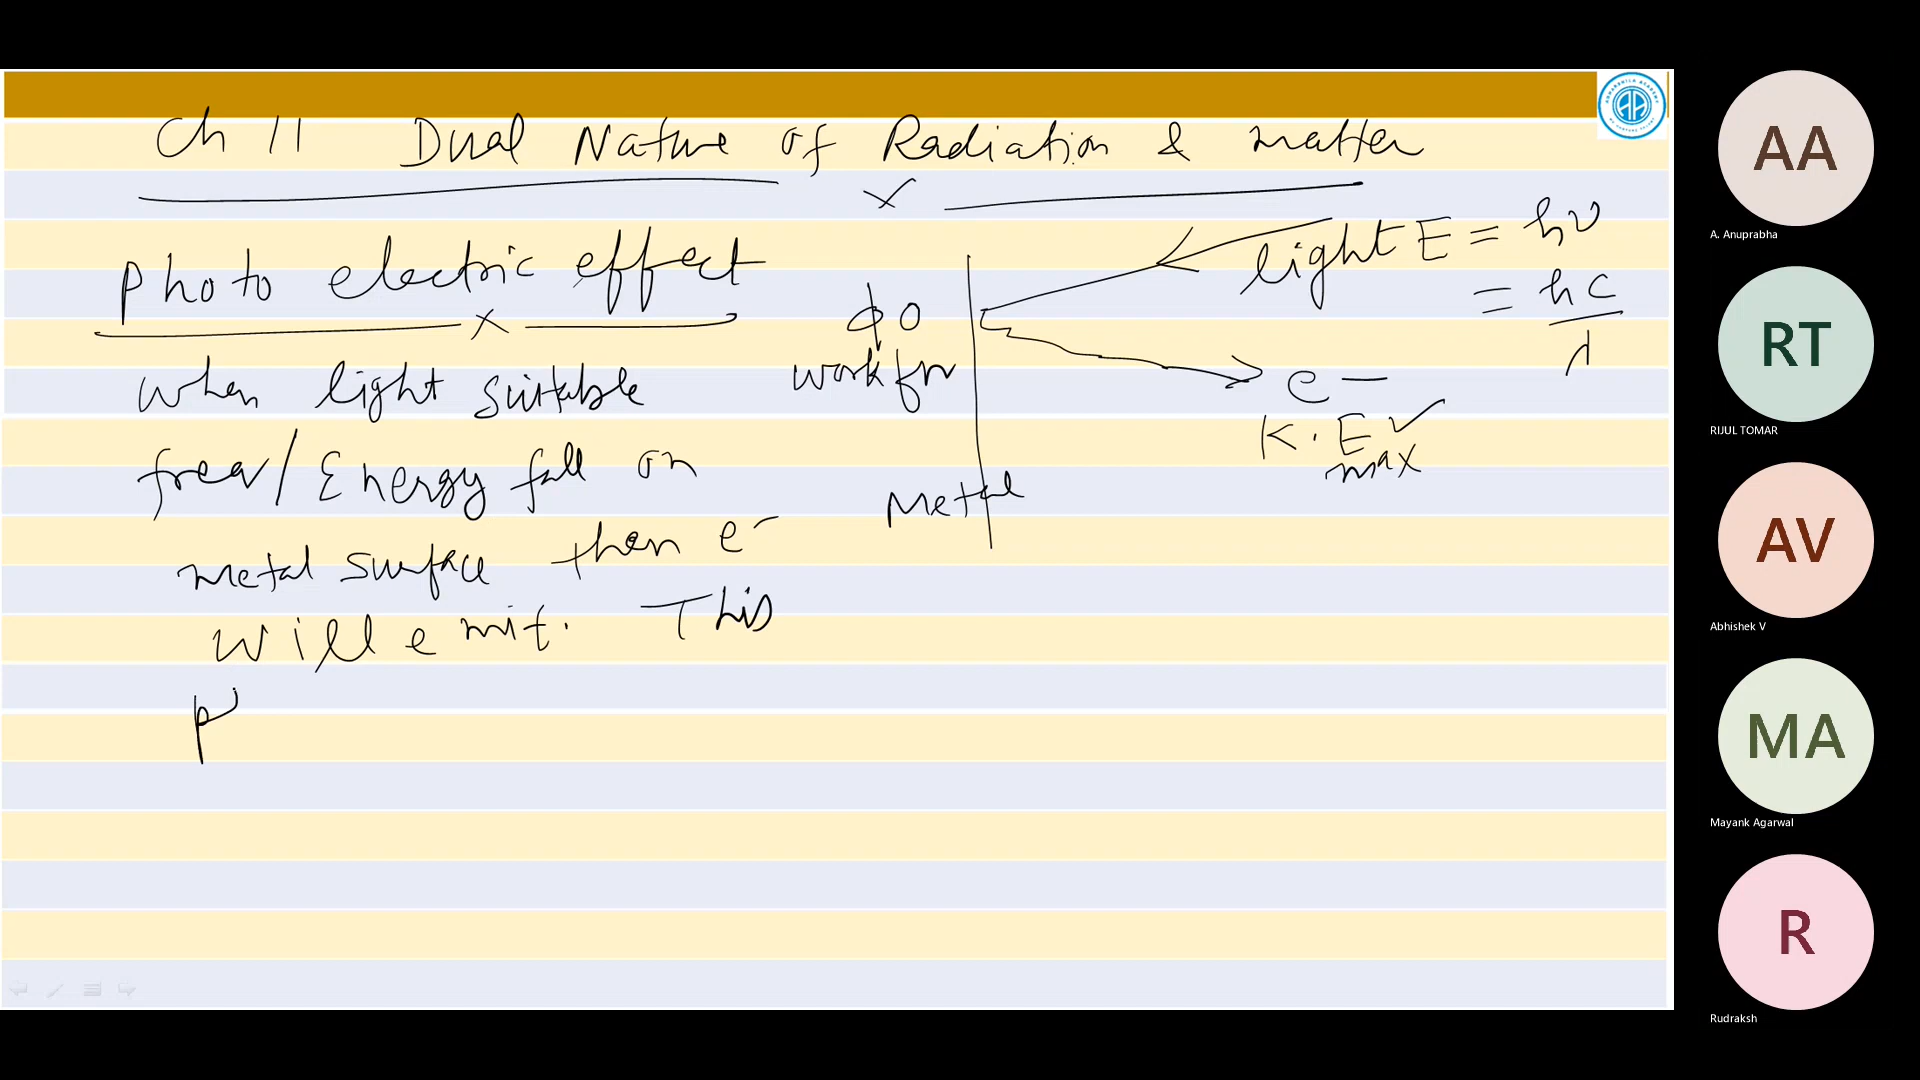 Ch 11 Dual Nature of Radiation & matter
Photo electric effect
when light suitable
freq/Energy fall on
metal surface then e-
will emit. This
p
ϕ0
work fn
Metal
light E = hν
= hc
λ
e-
K.E
max
AA
A. Anuprabha
RT
RIJUL TOMAR
AV
Abhishek V
MA
Mayank Agarwal
R
Rudraksh